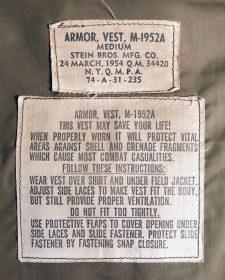 ARMOR, VEST, M-1952A
MEDIUM
STEIN BROS. MFG. CO.
24 MARCH, 1954 O.M. 34420
N.Y.Q.M.P.A.
74-A-31-235
ARMOR, VEST, M-1952A
THIS VEST MAY SAVE YOUR LIFE!
WHEN PROPERLY WORN IT WILL PROTECT VITAL
AREAS AGAINST SHELL AND GRENADE FRAGMENTS
WHICH CAUSE MOST COMBAT CASUALITIES.
FOLLOW THESE INSTRUCTIONS:
WEAR VEST OVER SHIRT AND UNDER FIELD JACKET.
ADJUST SIDE LACES TO MAKE VEST FIT THE BODY,
BUT STILL PROVIDE PROPER VENTILATION.
DO NOT FIT TOO TIGHTLY.
USE PROTECTIVE FLAPS TO COVER OPENING UNDER
SIDE LACES AND SLIDE FASTENER. PROTECT SLIDE
FASTENER BY FASTENING SNAP CLOSURE.